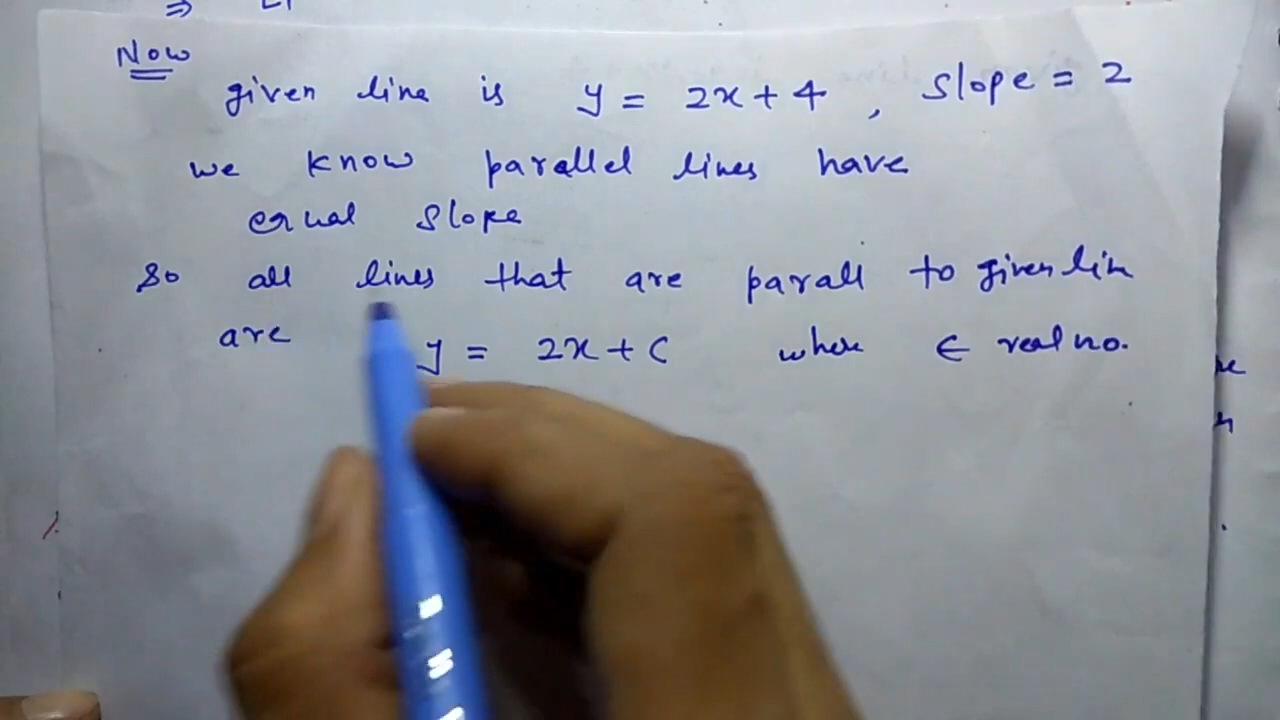 ⇒ L1
Now
given line is y = 2x + 4 , slope = 2
we know parallel lines have
equal slope
So all lines that are parall to given lin
are y = 2x + c where ∈ real no.